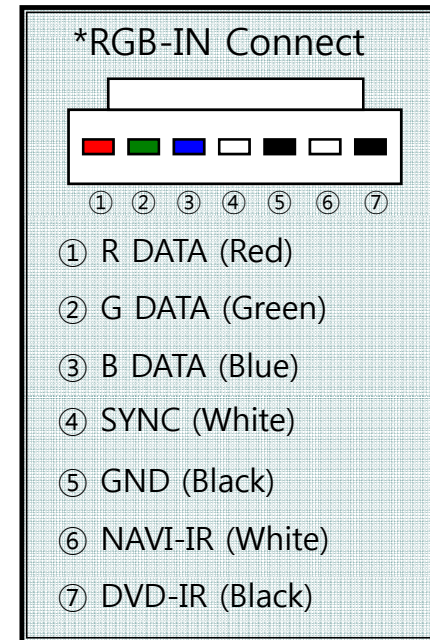 *RGB-IN Connect
① ② ③ ④ ⑤ ⑥ ⑦
① R DATA (Red)
② G DATA (Green)
③ B DATA (Blue)
④ SYNC (White)
⑤ GND (Black)
⑥ NAVI-IR (White)
⑦ DVD-IR (Black)